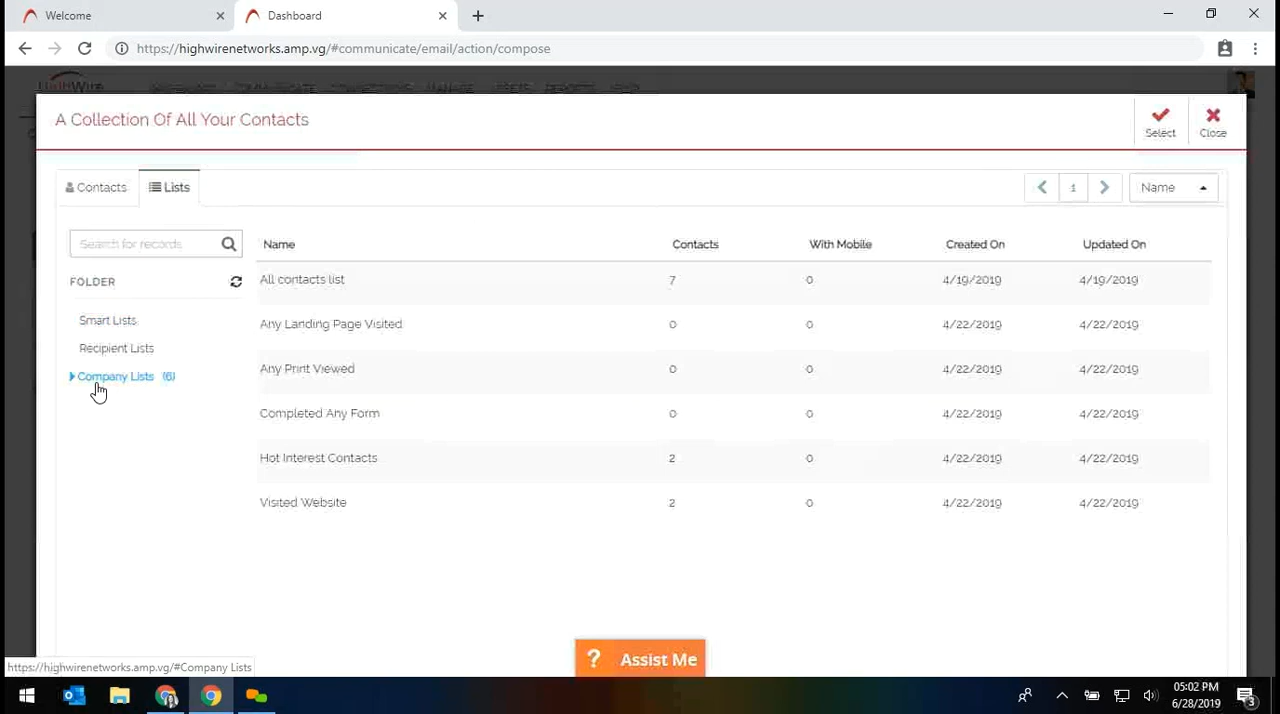 Welcome
Dashboard
https://highwirenetworks.amp.vg/#communicate/email/action/compose
A Collection Of All Your Contacts
Select
Close
Contacts
Lists
1
Name
Search for records
FOLDER
Smart Lists
Recipient Lists
Company Lists (6)
Name Contacts With Mobile Created On Updated On
All contacts list 7 0 4/19/2019 4/19/2019
Any Landing Page Visited 0 0 4/22/2019 4/22/2019
Any Print Viewed 0 0 4/22/2019 4/22/2019
Completed Any Form 0 0 4/22/2019 4/22/2019
Hot Interest Contacts 2 0 4/22/2019 4/22/2019
Visited Website 2 0 4/22/2019 4/22/2019
? Assist Me
https://highwirenetworks.amp.vg/#Company Lists
05:02 PM
6/28/2019
3